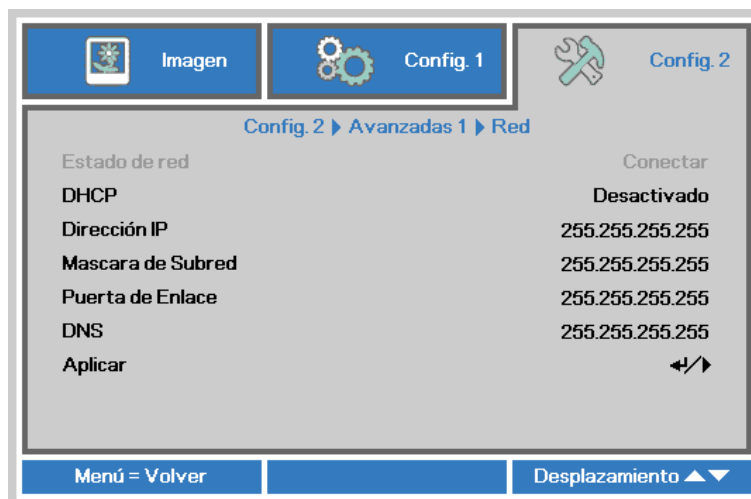 Imagen
Config. 1
Config. 2
Config. 2 ▶ Avanzadas 1 ▶ Red
Estado de red Conectar
DHCP Desactivado
Dirección IP 255.255.255.255
Mascara de Subred 255.255.255.255
Puerta de Enlace 255.255.255.255
DNS 255.255.255.255
Aplicar ↵/▶
Menú = Volver
Desplazamiento ▲▼